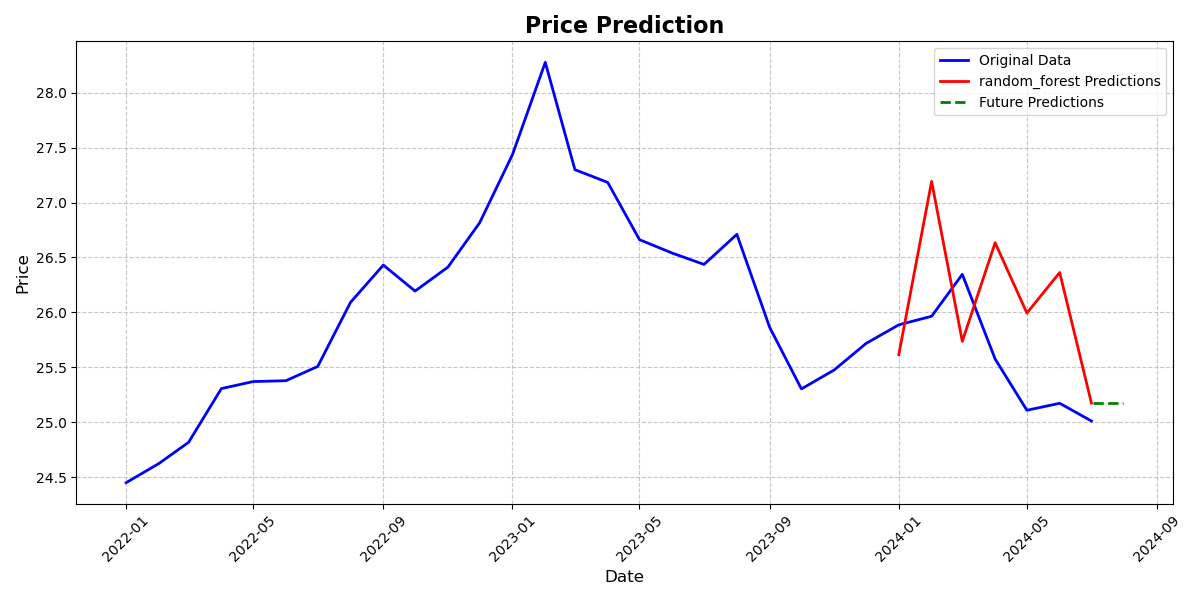 Price Prediction
Original Data
random_forest Predictions
Future Predictions
Price
28.0
27.5
27.0
26.5
26.0
25.5
25.0
24.5
2022-01
2022-05
2022-09
2023-01
2023-05
2023-09
2024-01
2024-05
2024-09
Date